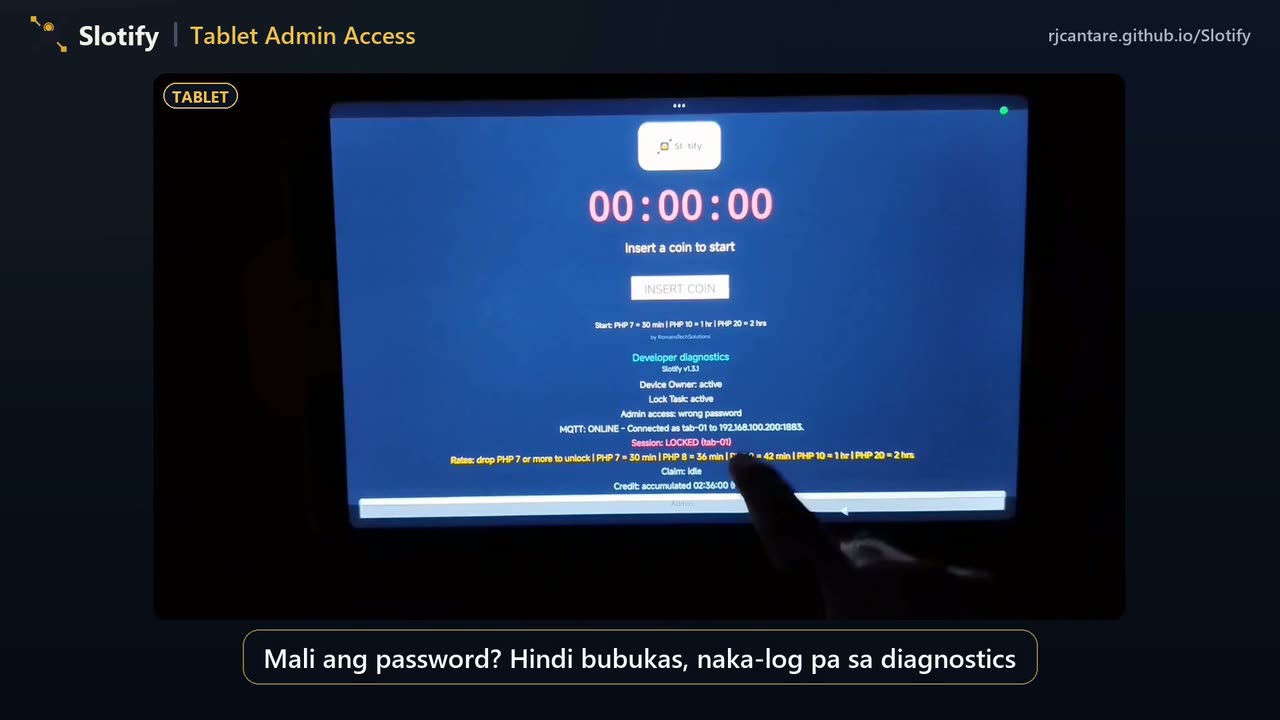 Slotify | Tablet Admin Access
rjcantare.github.io/Slotify
TABLET
Sl tify
00:00:00
Insert a coin to start
INSERT COIN
Start: PHP 7 = 30 min | PHP 10 = 1 hr | PHP 20 = 2 hrs
by RomansTechSolutions
Developer diagnostics
Slotify v1.3.1
Device Owner: active
Lock Task: active
Admin access: wrong password
MQTT: ONLINE - Connected as tab-01 to 192.168.100.200:1883.
Session: LOCKED (tab-01)
Rates: drop PHP 7 or more to unlock | PHP 7 = 30 min | PHP 8 = 36 min | = 42 min | PHP 10 = 1 hr | PHP 20 = 2 hrs
Claim: idle
Credit: accumulated 02:36:00
Admin
Mali ang password? Hindi bubukas, naka-log pa sa diagnostics